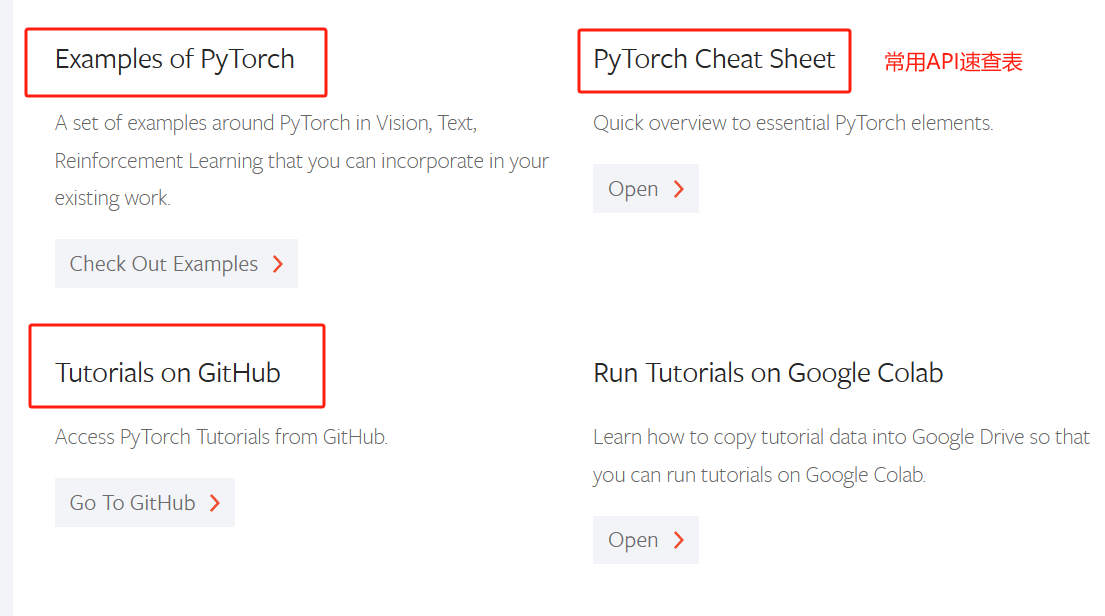 Examples of PyTorch
A set of examples around PyTorch in Vision, Text,
Reinforcement Learning that you can incorporate in your
existing work.
Check Out Examples
PyTorch Cheat Sheet
常用API速查表
Quick overview to essential PyTorch elements.
Open
Tutorials on GitHub
Access PyTorch Tutorials from GitHub.
Go To GitHub
Run Tutorials on Google Colab
Learn how to copy tutorial data into Google Drive so that
you can run tutorials on Google Colab.
Open